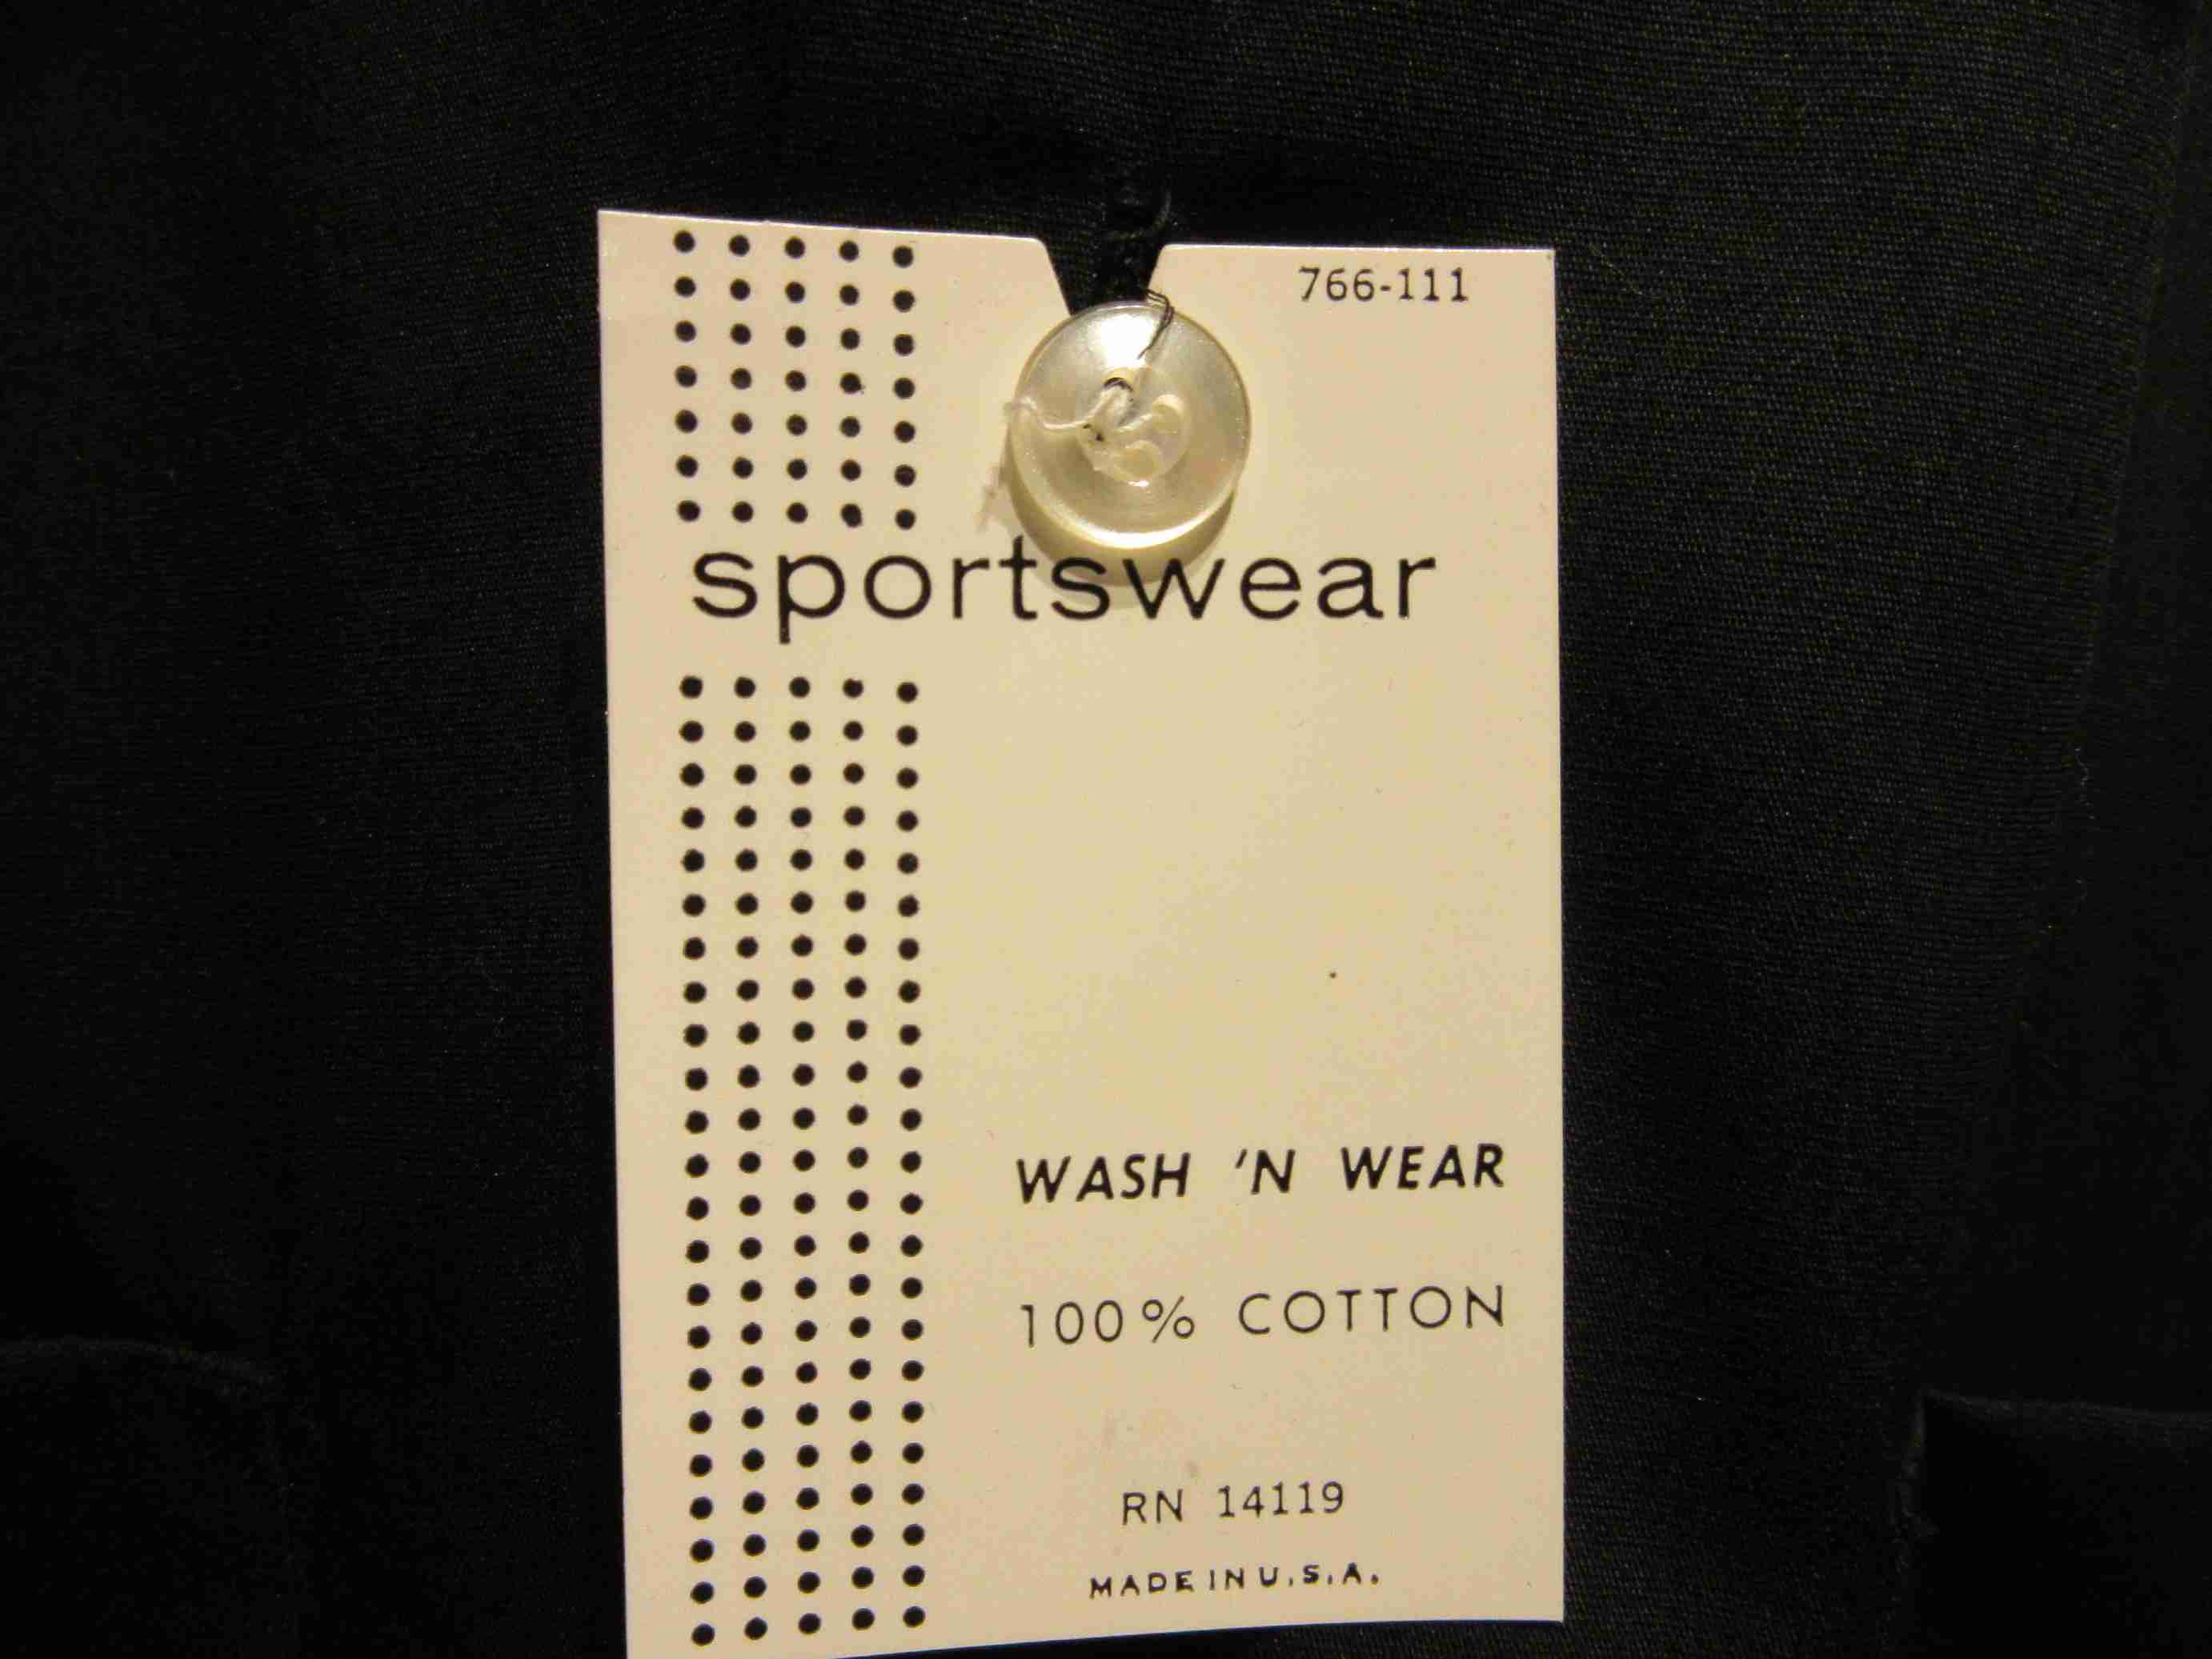 766-111
sportswear
WASH 'N WEAR
100% COTTON
RN 14119
MADE IN U.S.A.